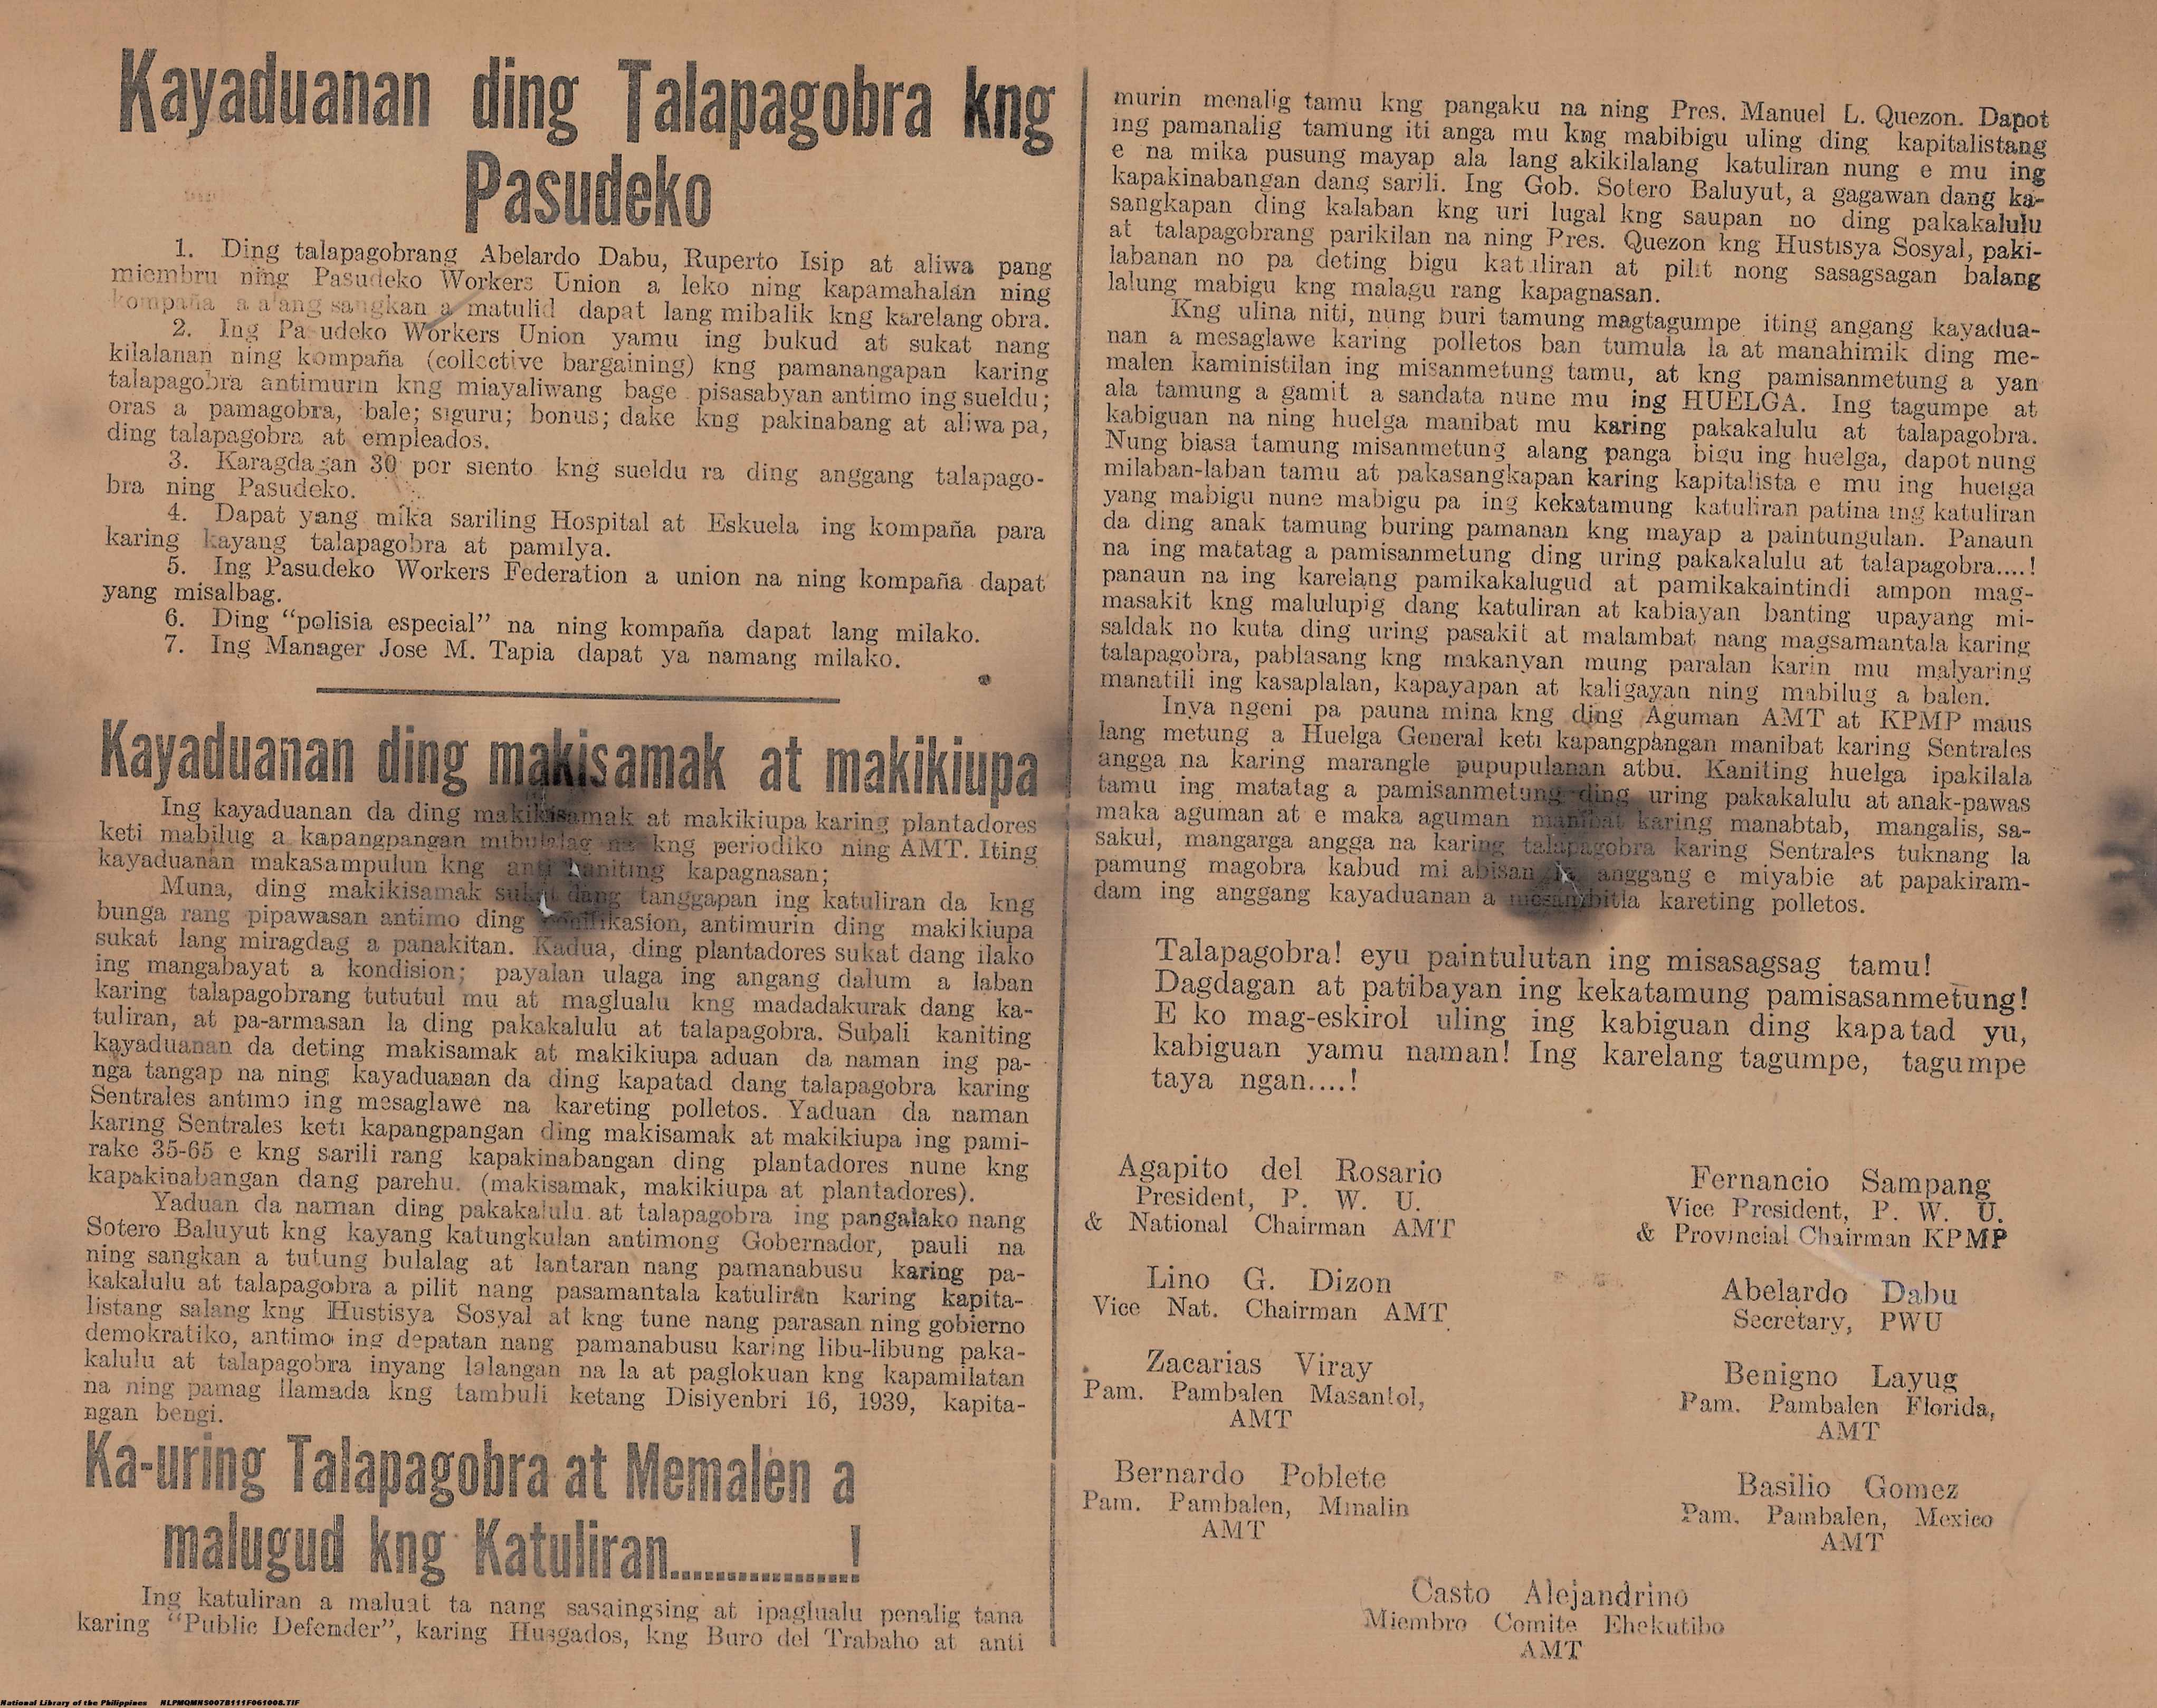 Kayaduanan ding Talapagobra kng
Pasudeko
1. Ding talapagobrang Abelardo Dabu, Ruperto Isip at aliwa pang
miembru ning Pasudeko Workers Union a leko ning kapamahalan ning
kompaña a alang sangkan a matulid dapat lang mibalik kng karelang obra.
2. Ing Pa udeko Workers Union yamu ing bukud at sukat nang
kilalanan ning kompaña (collective bargaining) kng pamanangapan karing
talapagobra antimurin kng miayaliwang bage pisasabyan antimo ing sueldu;
oras a pamagobra, bale; siguru; bonus; dake kng pakinabang at aliwa pa,
ding talapagobra at empleados.
3. Karagdagan 30 por siento kng sueldu ra ding anggang talapago-
bra ning Pasudeko.
4. Dapat yang mika sariling Hospital at Eskuela ing kompaña para
karing kayang talapagobra at pamilya.
5. Ing Pasudeko Workers Federation a union na ning kompaña dapat
yang misalbag.
6. Ding “polisia especial” na ning kompaña dapat lang milako.
7. Ing Manager Jose M. Tapia dapat ya namang milako.
Kayaduanan ding makisamak at makikiupa
Ing kayaduanan da ding makikisamak at makikiupa karing plantadores
keti mabilug a kapangpangan mibulalag na kng periodiko ning AMT. Iting
kayaduanan makasampulun kng kaniting kapagnasan;
Muna, ding makikisamak sukat dang tanggapan ing katuliran da kng
bunga rang pipawasan antimo ding antimurin ding makikiupa
sukat lang miragdag a panakitan. Kadua, ding plantadores sukat dang ilako
ing mangabayat a kondision; payalan ulaga ing angang dalum a laban
karing talapagobrang tututul mu at maglualu kng madadakurak dang ka-
tuliran, at pa-armasan la ding pakakalulu at talapagobra. Subali kaniting
kayaduanan da deting makisamak at makikiupa aduan da naman ing pa-
nga tangap na ning kayaduanan da ding kapatad dang talapagobra karing
Sentrales antimo ing mesaglawe na kareting polletos. Yaduan da naman
karing Sentrales keti kapangpangan ding makisamak at makikiupa ing pami-
rake 35-65 e kng sarili rang kapakinabangan ding plantadores nune kng
kapakinabangan dang parehu. (makisamak, makikiupa at plantadores).
Yaduan da naman ding pakakalulu at talapagobra ing pangalako nang
Sotero Baluyut kng kayang katungkulan antimong Gobernador, pauli na
ning sangkan a tutung bulalag at lantaran nang pamanabusu karing pa-
kakalulu at talapagobra a pilit nang pasamantala katuliran karing kapita-
listang salang kng Hustisya Sosyal at kng tune nang parasan ning gobierno
demokratiko, antimo ing depatan nang pamanabusu karing libu-libung paka-
kalulu at talapagobra inyang lalangan na la at paglokuan kng kapamilatan
na ning pamag llamada kng tambuli ketang Disiyenbri 16, 1939, kapita-
ngan bengi.
Ka-uring Talapagobra at Memalen a
malugud kng Katuliran...............!
Ing katuliran a maluat ta nang sasaingsing at ipaglualu penalig tana
karing “Public Defender”, karing Husgados, kng Buro del Trabaho at anti
murin menalig tamu kng pangaku na ning Pres. Manuel L. Quezon. Dapot
ing pamanalig tamung iti anga mu kng mabibigu uling ding kapitalistang
e na mika pusung mayap ala lang akikilalang katuliran nung e mu ing
kapakinabangan dang sarili. Ing Gob. Sotero Baluyut, a gagawan dang ka-
sangkapan ding kalaban kng uri lugal kng saupan no ding pakakalulu
at talapagobrang parikilan na ning Pres. Quezon kng Hustisya Sosyal, paki-
labanan no pa deting bigu katuliran at pilit nong sasagsagan balang
lalung mabigu kng malagu rang kapagnasan.
Kng ulina niti, nung buri tamung magtagumpe iting angang kayadua-
nan a mesaglawe karing polletos ban tumula la at manahimik ding me-
malen kaministilan ing misanmetung tamu, at kng pamisanmetung a yan
ala tamung a gamit a sandata nune mu ing HUELGA. Ing tagumpe at
kabiguan na ning huelga manibat mu karing pakakalulu at talapagobra.
Nung biasa tamung misanmetung alang panga bigu ing huelga, dapot nung
milaban-laban tamu at pakasangkapan karing kapitalista e mu ing huelga
yang mabigu nune mabigu pa ing kekatamung katuliran patina ing katuliran
da ding anak tamung buring pamanan kng mayap a paintungulan. Panaun
na ing matatag a pamisanmetung ding uring pakakalulu at talapagobra....!
panaun na ing karelang pamikakalugud at pamikakaintindi ampon mag-
masakit kng malulupig dang katuliran at kabiayan banting upayang mi-
saldak no kuta ding uring pasakit at malambat nang magsamantala karing
talapagobra, pablasang kng makanyan mung paralan karin mu malyaring
manatili ing kasaplalan, kapayapan at kaligayan ning mabilug a balen.
Inya ngeni pa pauna mina kng ding Aguman AMT at KPMP maus
lang metung a Huelga General keti kapangpangan manibat karing Sentrales
angga na karing marangle pupupulanan atbu. Kaniting huelga ipakilala
tamu ing matatag a pamisanmetung ding uring pakakalulu at anak-pawas
maka aguman at e maka aguman manibat karing manabtab, mangalis, sa-
sakul, mangarga angga na karing talapagobra karing Sentrales tuknang la
pamung magobra kabud mi abisan la anggang e miyabie at papakiram-
dam ing anggang kayaduanan a kareting polletos.
Talapagobra! eyu paintulutan ing misasagsag tamu!
Dagdagan at patibayan ing kekatamung pamisasanmetung!
E ko mag-eskirol uling ing kabiguan ding kapatad yu,
kabiguan yamu naman! Ing karelang tagumpe, tagumpe
taya ngan....!
Agapito del Rosario
President, P. W. U.
& National Chairman AMT
Fernancio Sampang
Vice President, P. W. U.
& Provincial Chairman KPMP
Lino G. Dizon
Vice Nat. Chairman AMT
Abelardo Dabu
Secretary, PWU
Zacarias Viray
Pam. Pambalen Masantol,
AMT
Benigno Layug
Pam. Pambalen Florida,
AMT
Bernardo Poblete
Pam. Pambalen, Minalin
AMT
Basilio Gomez
Pam. Pambalen, Mexico
AMT
Casto Alejandrino
Miembro Comite Ehekutibo
AMT
National Library of the Philippines NLPMQMNS007B111F061008.TIF